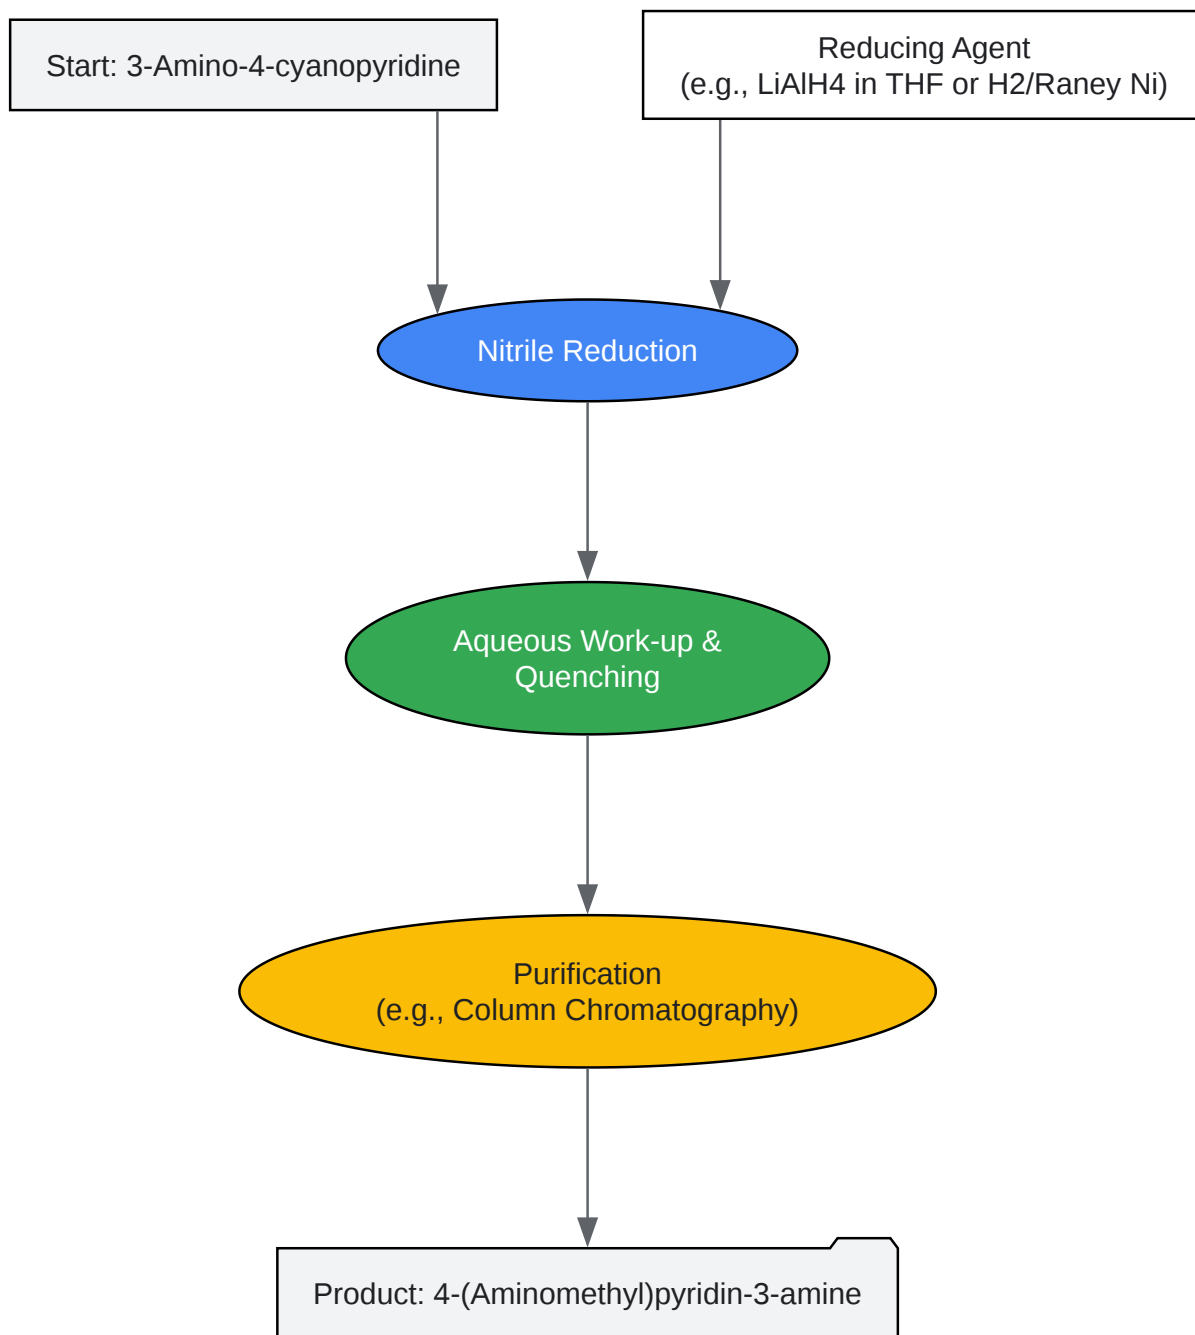 Start: 3-Amino-4-cyanopyridine
Reducing Agent
(e.g., LiAlH4 in THF or H2/Raney Ni)
Nitrile Reduction
Aqueous Work-up &
Quenching
Purification
(e.g., Column Chromatography)
Product: 4-(Aminomethyl)pyridin-3-amine